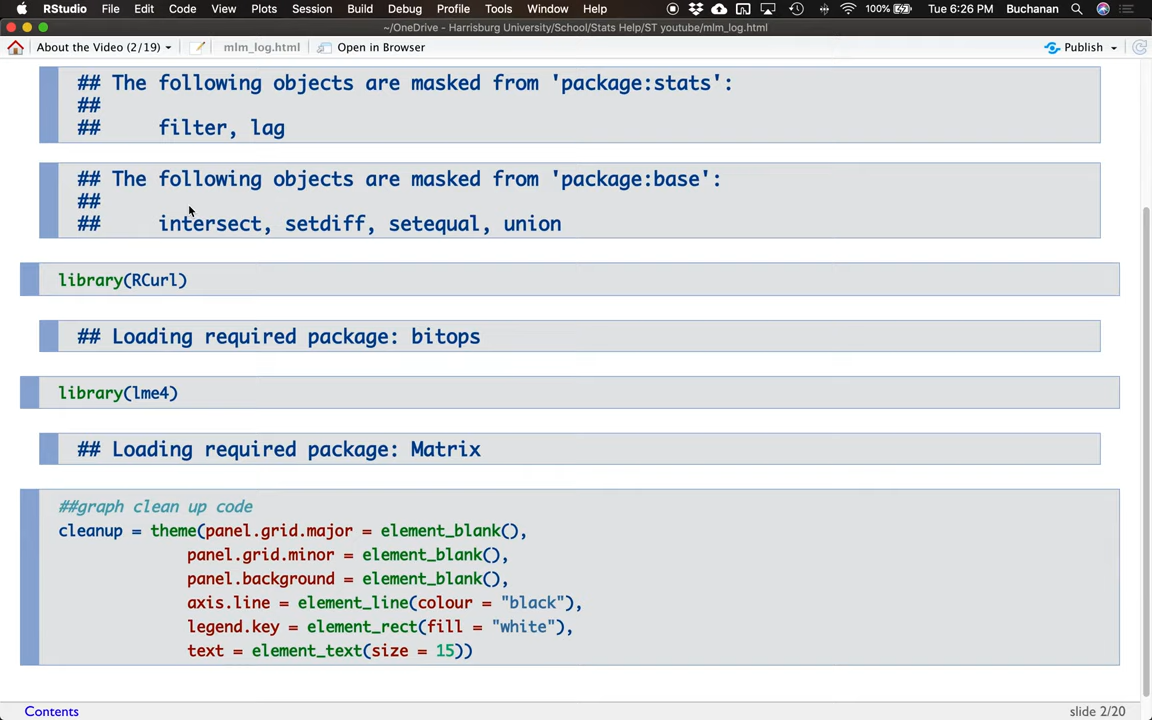 RStudio File Edit Code View Plots Session Build Debug Profile Tools Window Help 100% Tue 6:26 PM Buchanan
~/OneDrive - Harrisburg University/School/Stats Help/ST youtube/mlm_log.html
About the Video (2/19) mlm_log.html Open in Browser Publish
## The following objects are masked from 'package:stats':
##
## filter, lag
## The following objects are masked from 'package:base':
##
## intersect, setdiff, setequal, union
library(RCurl)
## Loading required package: bitops
library(lme4)
## Loading required package: Matrix
##graph clean up code
cleanup = theme(panel.grid.major = element_blank(),
panel.grid.minor = element_blank(),
panel.background = element_blank(),
axis.line = element_line(colour = "black"),
legend.key = element_rect(fill = "white"),
text = element_text(size = 15))
Contents slide 2/20